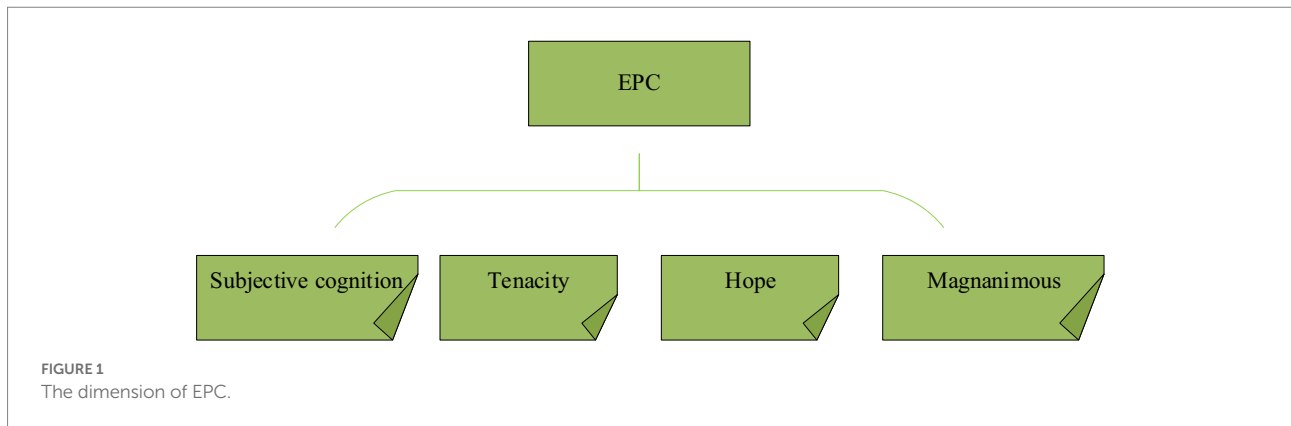 EPC
Subjective cognition
Tenacity
Hope
Magnanimous
FIGURE 1
The dimension of EPC.